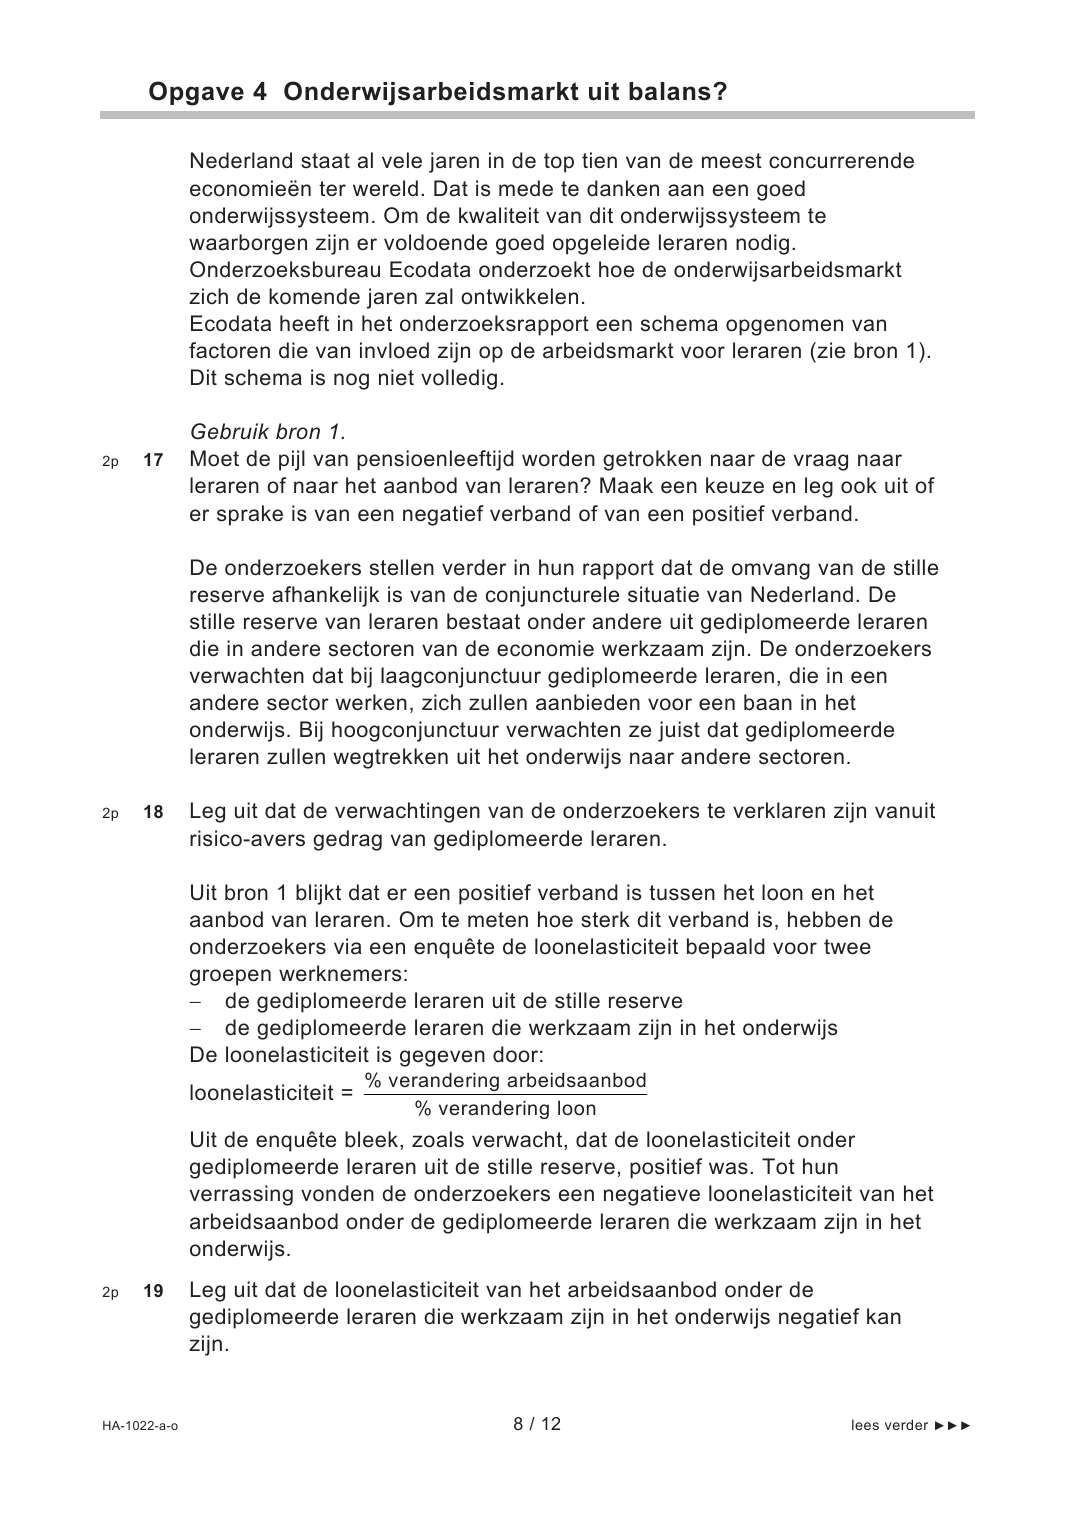 Opgave 4 Onderwijsarbeidsmarkt uit balans?
Nederland staat al vele jaren in de top tien van de meest concurrerende
economieën ter wereld. Dat is mede te danken aan een goed
onderwijssysteem. Om de kwaliteit van dit onderwijssysteem te
waarborgen zijn er voldoende goed opgeleide leraren nodig.
Onderzoeksbureau Ecodata onderzoekt hoe de onderwijsarbeidsmarkt
zich de komende jaren zal ontwikkelen.
Ecodata heeft in het onderzoeksrapport een schema opgenomen van
factoren die van invloed zijn op de arbeidsmarkt voor leraren (zie bron 1).
Dit schema is nog niet volledig.
Gebruik bron 1.
2p 17 Moet de pijl van pensioenleeftijd worden getrokken naar de vraag naar
leraren of naar het aanbod van leraren? Maak een keuze en leg ook uit of
er sprake is van een negatief verband of van een positief verband.
De onderzoekers stellen verder in hun rapport dat de omvang van de stille
reserve afhankelijk is van de conjuncturele situatie van Nederland. De
stille reserve van leraren bestaat onder andere uit gediplomeerde leraren
die in andere sectoren van de economie werkzaam zijn. De onderzoekers
verwachten dat bij laagconjunctuur gediplomeerde leraren, die in een
andere sector werken, zich zullen aanbieden voor een baan in het
onderwijs. Bij hoogconjunctuur verwachten ze juist dat gediplomeerde
leraren zullen wegtrekken uit het onderwijs naar andere sectoren.
2p 18 Leg uit dat de verwachtingen van de onderzoekers te verklaren zijn vanuit
risico-avers gedrag van gediplomeerde leraren.
Uit bron 1 blijkt dat er een positief verband is tussen het loon en het
aanbod van leraren. Om te meten hoe sterk dit verband is, hebben de
onderzoekers via een enquête de loonelasticiteit bepaald voor twee
groepen werknemers:
– de gediplomeerde leraren uit de stille reserve
– de gediplomeerde leraren die werkzaam zijn in het onderwijs
De loonelasticiteit is gegeven door:
loonelasticiteit = % verandering arbeidsaanbod
% verandering loon
Uit de enquête bleek, zoals verwacht, dat de loonelasticiteit onder
gediplomeerde leraren uit de stille reserve, positief was. Tot hun
verrassing vonden de onderzoekers een negatieve loonelasticiteit van het
arbeidsaanbod onder de gediplomeerde leraren die werkzaam zijn in het
onderwijs.
2p 19 Leg uit dat de loonelasticiteit van het arbeidsaanbod onder de
gediplomeerde leraren die werkzaam zijn in het onderwijs negatief kan
zijn.
HA-1022-a-o 8 / 12 lees verder ►►►